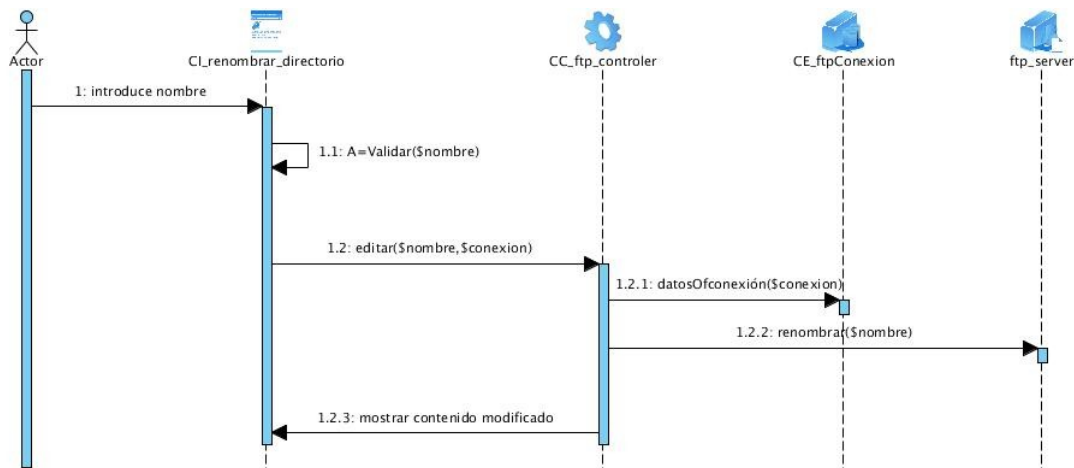 Actor
CI_renombrar_directorio
CC_ftp_controler
CE_ftpConexion
ftp_server
1: introduce nombre
1.1: A=Validar($nombre)
1.2: editar($nombre,$conexion)
1.2.1: datosOfconexión($conexion)
1.2.2: renombrar($nombre)
1.2.3: mostrar contenido modificado